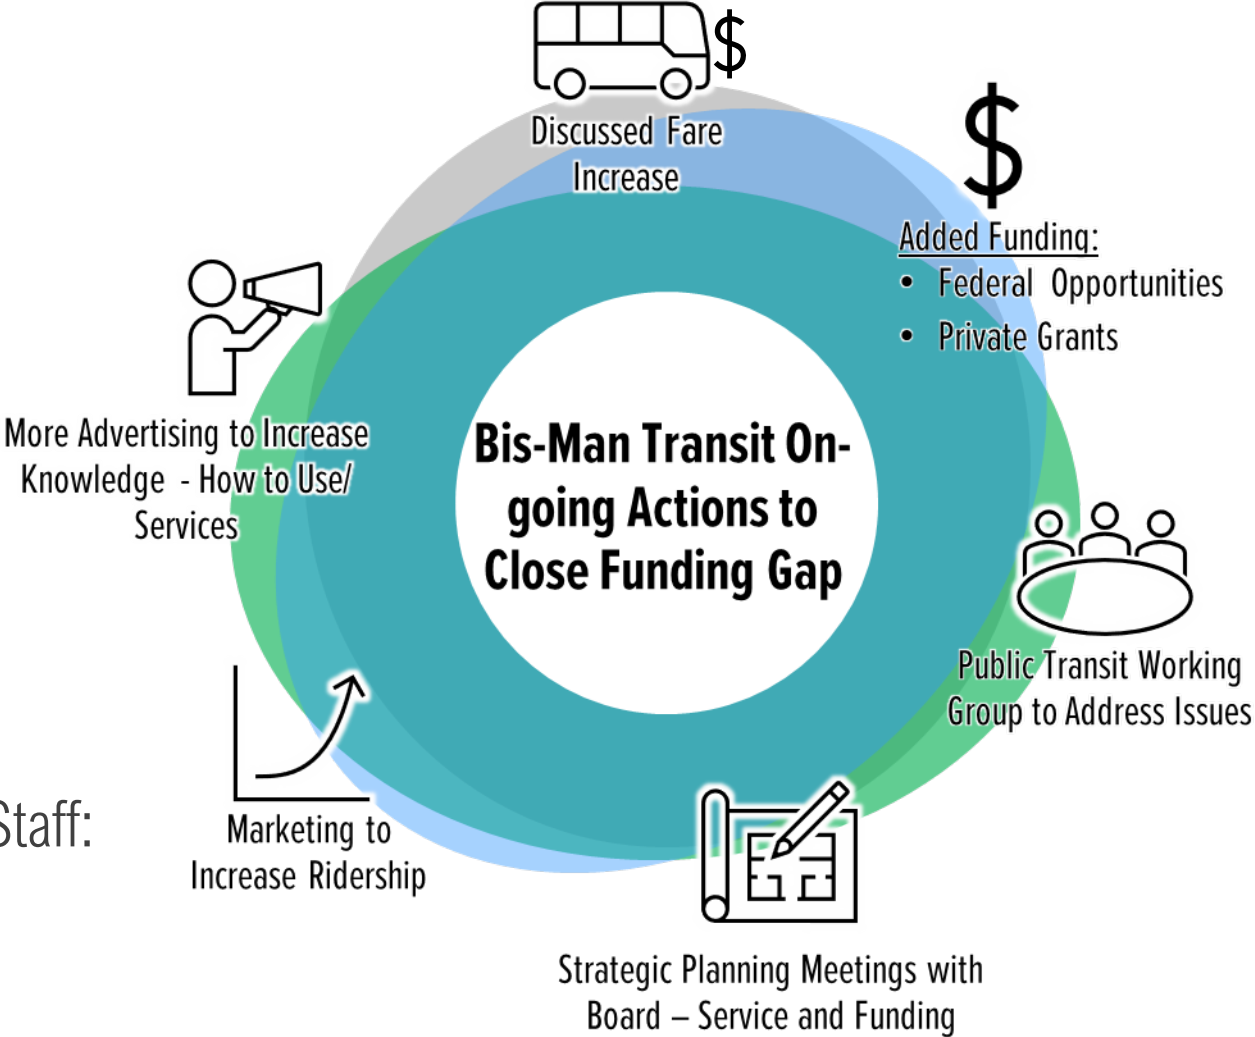 $
Discussed Fare
Increase
$
Added Funding:
• Federal Opportunities
• Private Grants
More Advertising to Increase
Knowledge - How to Use/
Services
Bis-Man Transit On-
going Actions to
Close Funding Gap
Public Transit Working
Group to Address Issues
Staff:
Marketing to
Increase Ridership
Strategic Planning Meetings with
Board – Service and Funding